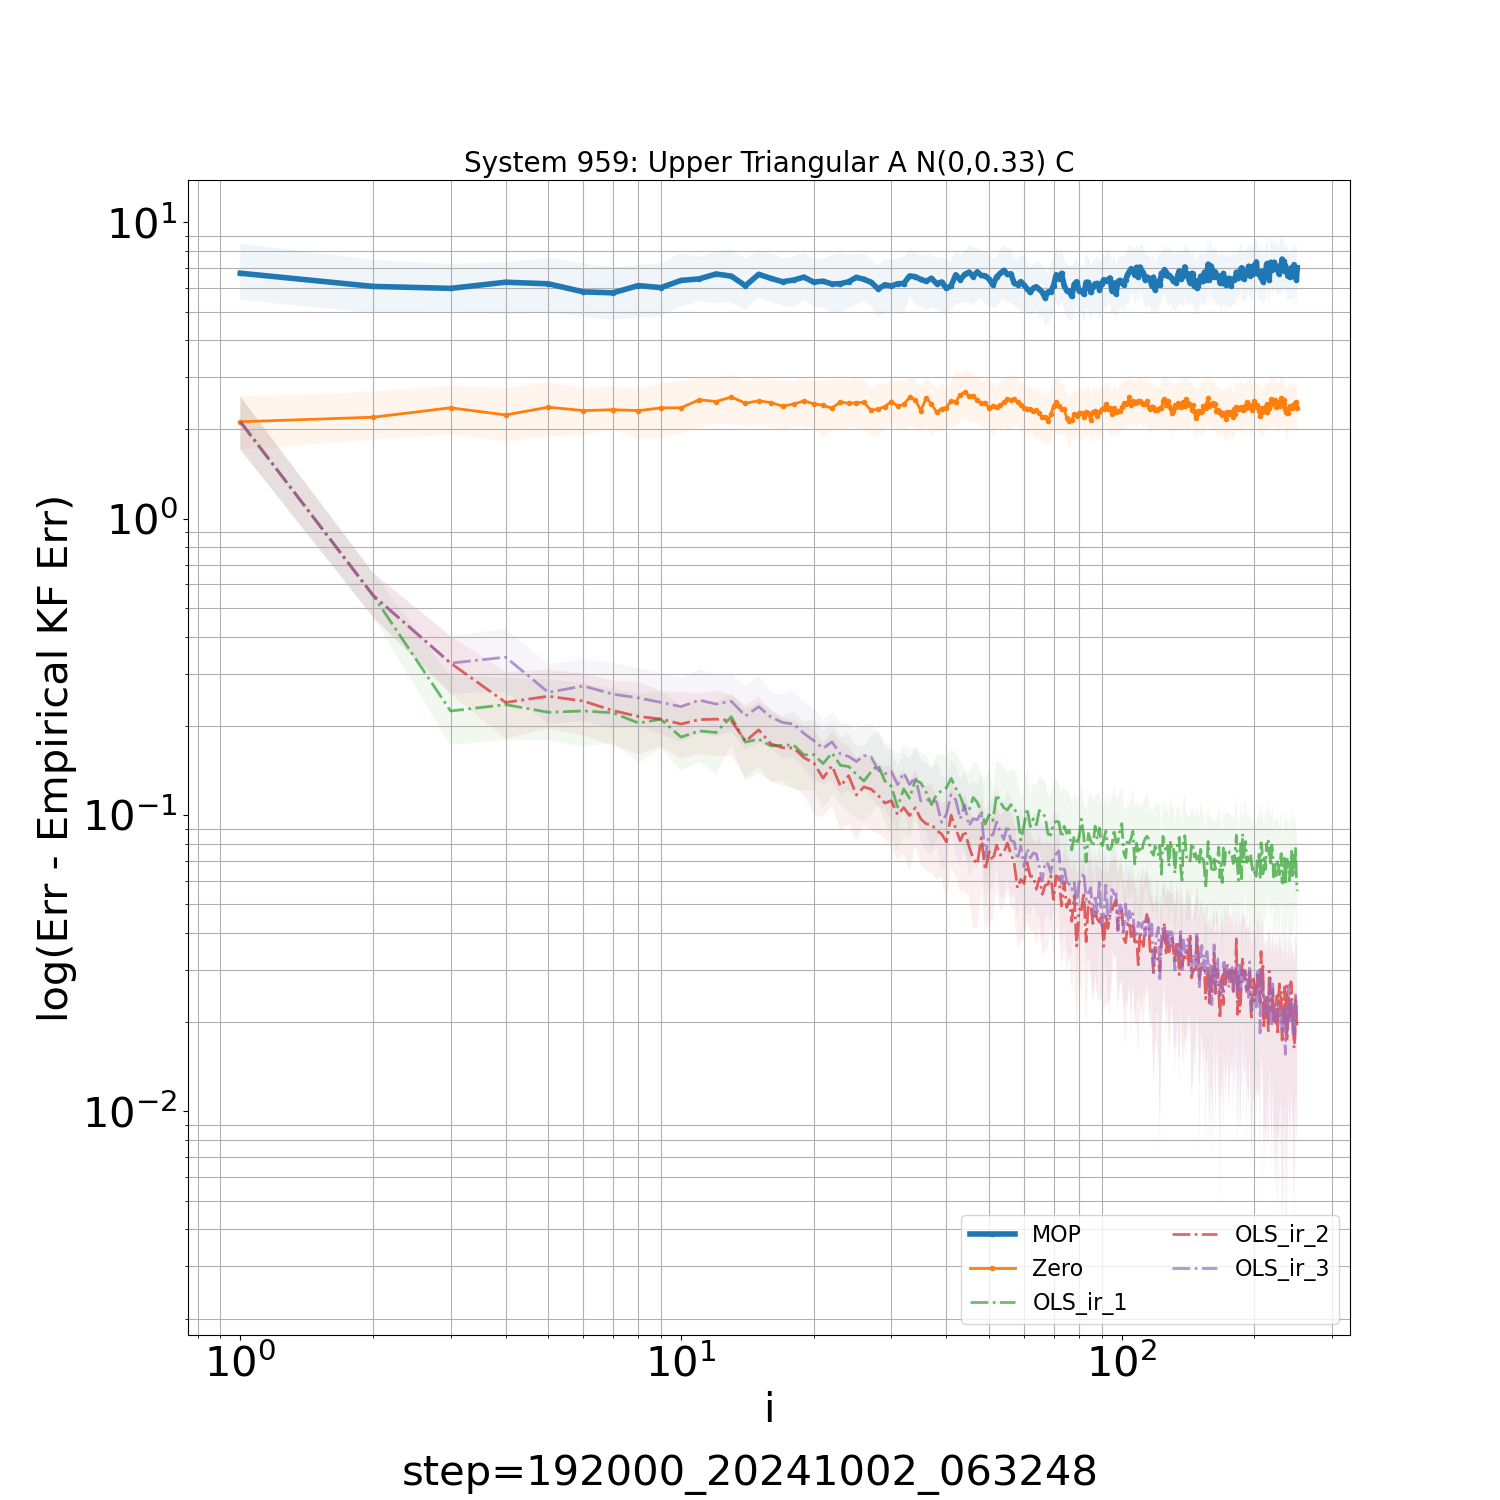 System 959: Upper Triangular A N(0,0.33) C
log(Err - Empirical KF Err)
10¹
10⁰
10⁻¹
10⁻²
MOP
Zero
OLS_ir_1
OLS_ir_2
OLS_ir_3
10⁰ 10¹ 10²
i
step=192000_20241002_063248